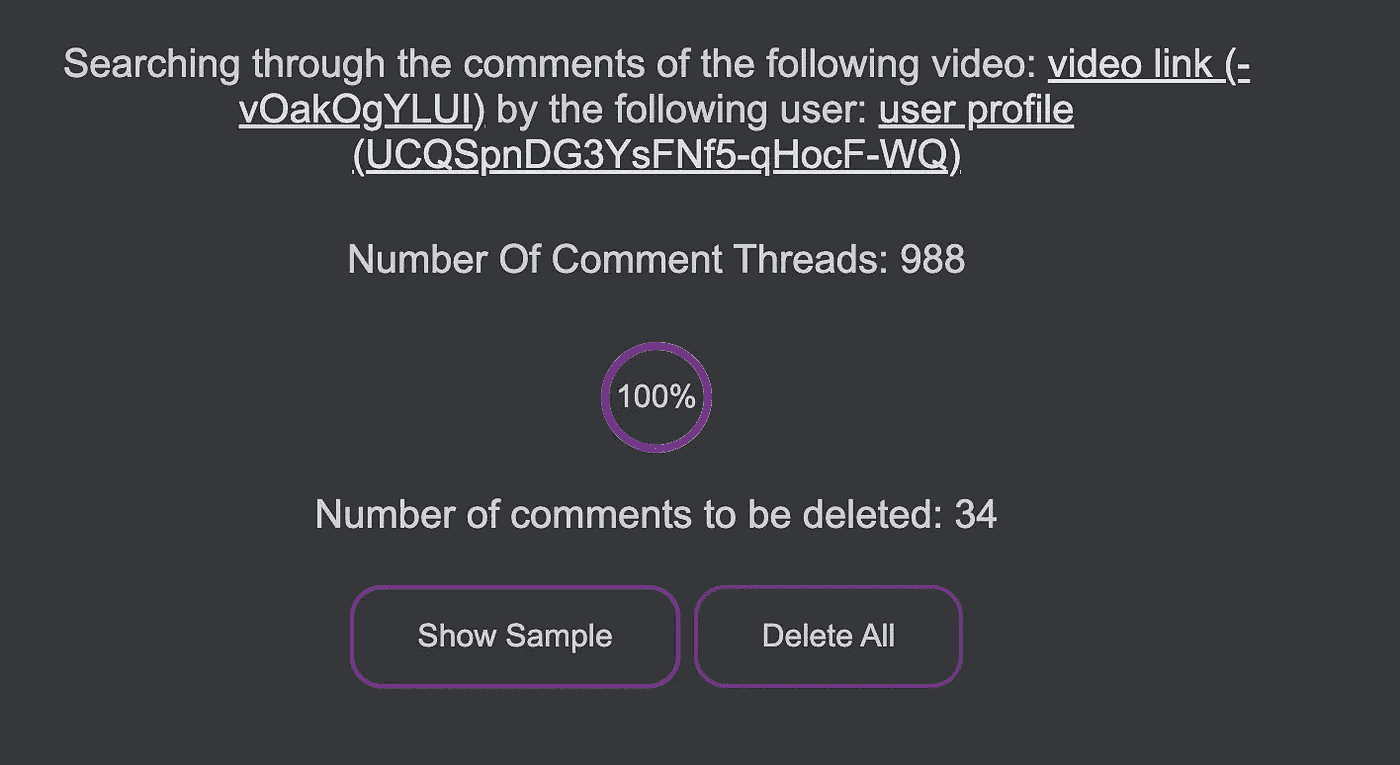 Searching through the comments of the following video: video link (-
vOakOgYLUI) by the following user: user profile
(UCQSpnDG3YsFNf5-qHocF-WQ)
Number Of Comment Threads: 988
100%
Number of comments to be deleted: 34
Show Sample
Delete All